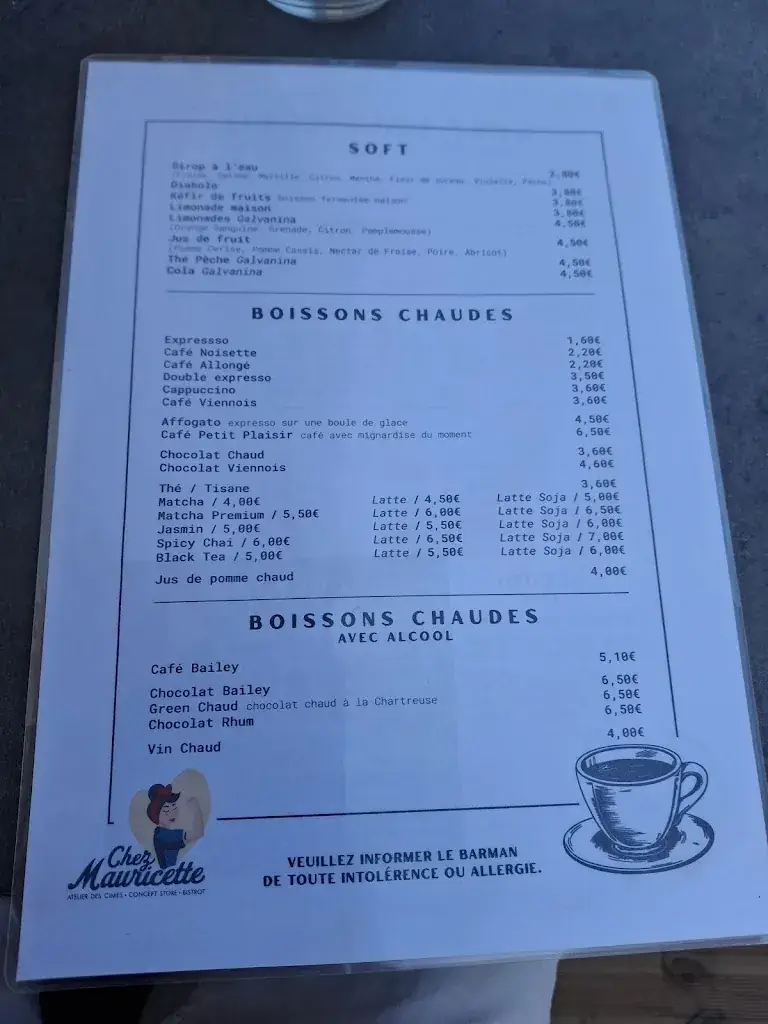 SOFT
Sirop à l'eau 2,80€
Diabolo 3,00€
Kéfir de fruits boisson fermentée maison 3,80€
Limonade maison 3,80€
Limonades Galvanina 4,50€
(Orange Sanguine, Grenade, Citron, Pomplemousse)
Jus de fruit 4,50€
(Pomme Cerise, Pomme Cassis, Nectar de Fraise, Poire, Abricot)
Thé Pêche Galvanina 4,50€
Cola Galvanina 4,50€
BOISSONS CHAUDES
Expressso 1,60€
Café Noisette 2,20€
Café Allongé 2,20€
Double expresso 3,50€
Cappuccino 3,60€
Café Viennois 3,60€
Affogato expresso sur une boule de glace 4,50€
Café Petit Plaisir café avec mignardise du moment 6,50€
Chocolat Chaud 3,60€
Chocolat Viennois 4,60€
Thé / Tisane 3,60€
Matcha / 4,00€ Latte / 4,50€ Latte Soja / 5,00€
Matcha Premium / 5,50€ Latte / 6,00€ Latte Soja / 6,50€
Jasmin / 5,00€ Latte / 5,50€ Latte Soja / 6,00€
Spicy Chai / 6,00€ Latte / 6,50€ Latte Soja / 7,00€
Black Tea / 5,00€ Latte / 5,50€ Latte Soja / 6,00€
Jus de pomme chaud 4,00€
BOISSONS CHAUDES
AVEC ALCOOL
Café Bailey 5,10€
Chocolat Bailey 6,50€
Green Chaud chocolat chaud à la Chartreuse 6,50€
Chocolat Rhum 6,50€
Vin Chaud 4,00€
Chez
Mauricette
ATELIER DES CIMES • CONCEPT STORE • BISTROT
VEUILLEZ INFORMER LE BARMAN
DE TOUTE INTOLÉRENCE OU ALLERGIE.